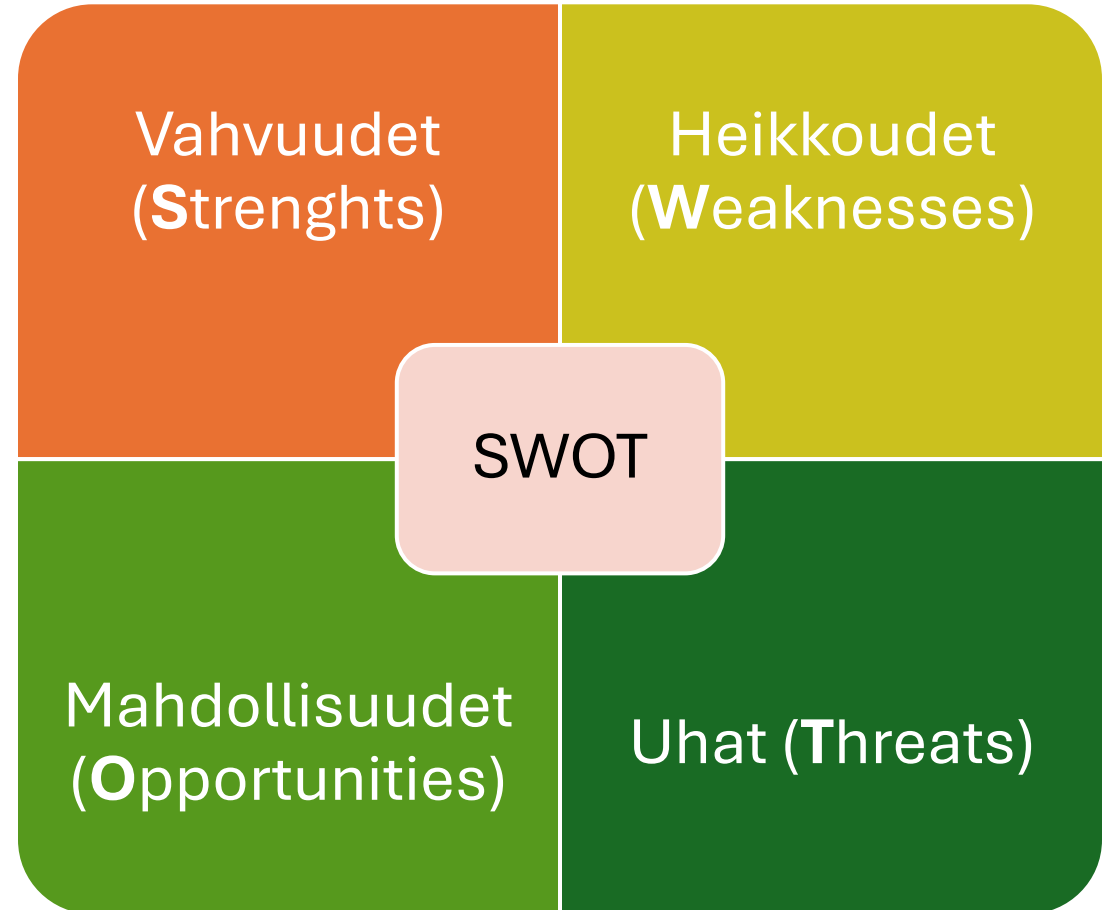 Vahvuudet
(Strenghts)
Heikkoudet
(Weaknesses)
SWOT
Mahdollisuudet
(Opportunities)
Uhat (Threats)